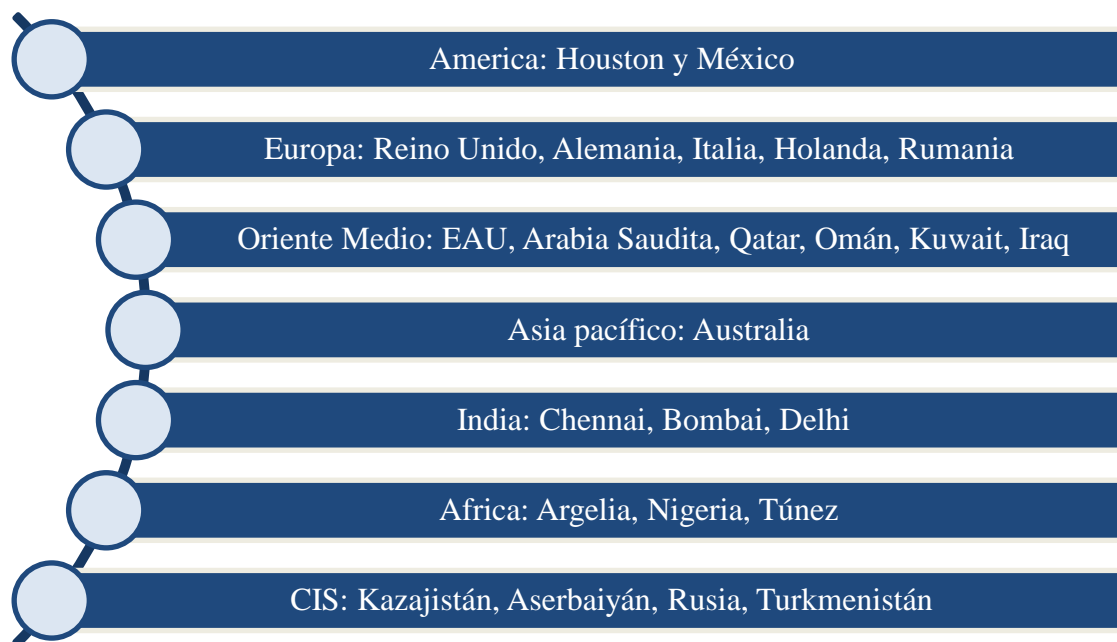 America: Houston y México
Europa: Reino Unido, Alemania, Italia, Holanda, Rumania
Oriente Medio: EAU, Arabia Saudita, Qatar, Omán, Kuwait, Iraq
Asia pacífico: Australia
India: Chennai, Bombai, Delhi
Africa: Argelia, Nigeria, Túnez
CIS: Kazajistán, Aserbaiyán, Rusia, Turkmenistán